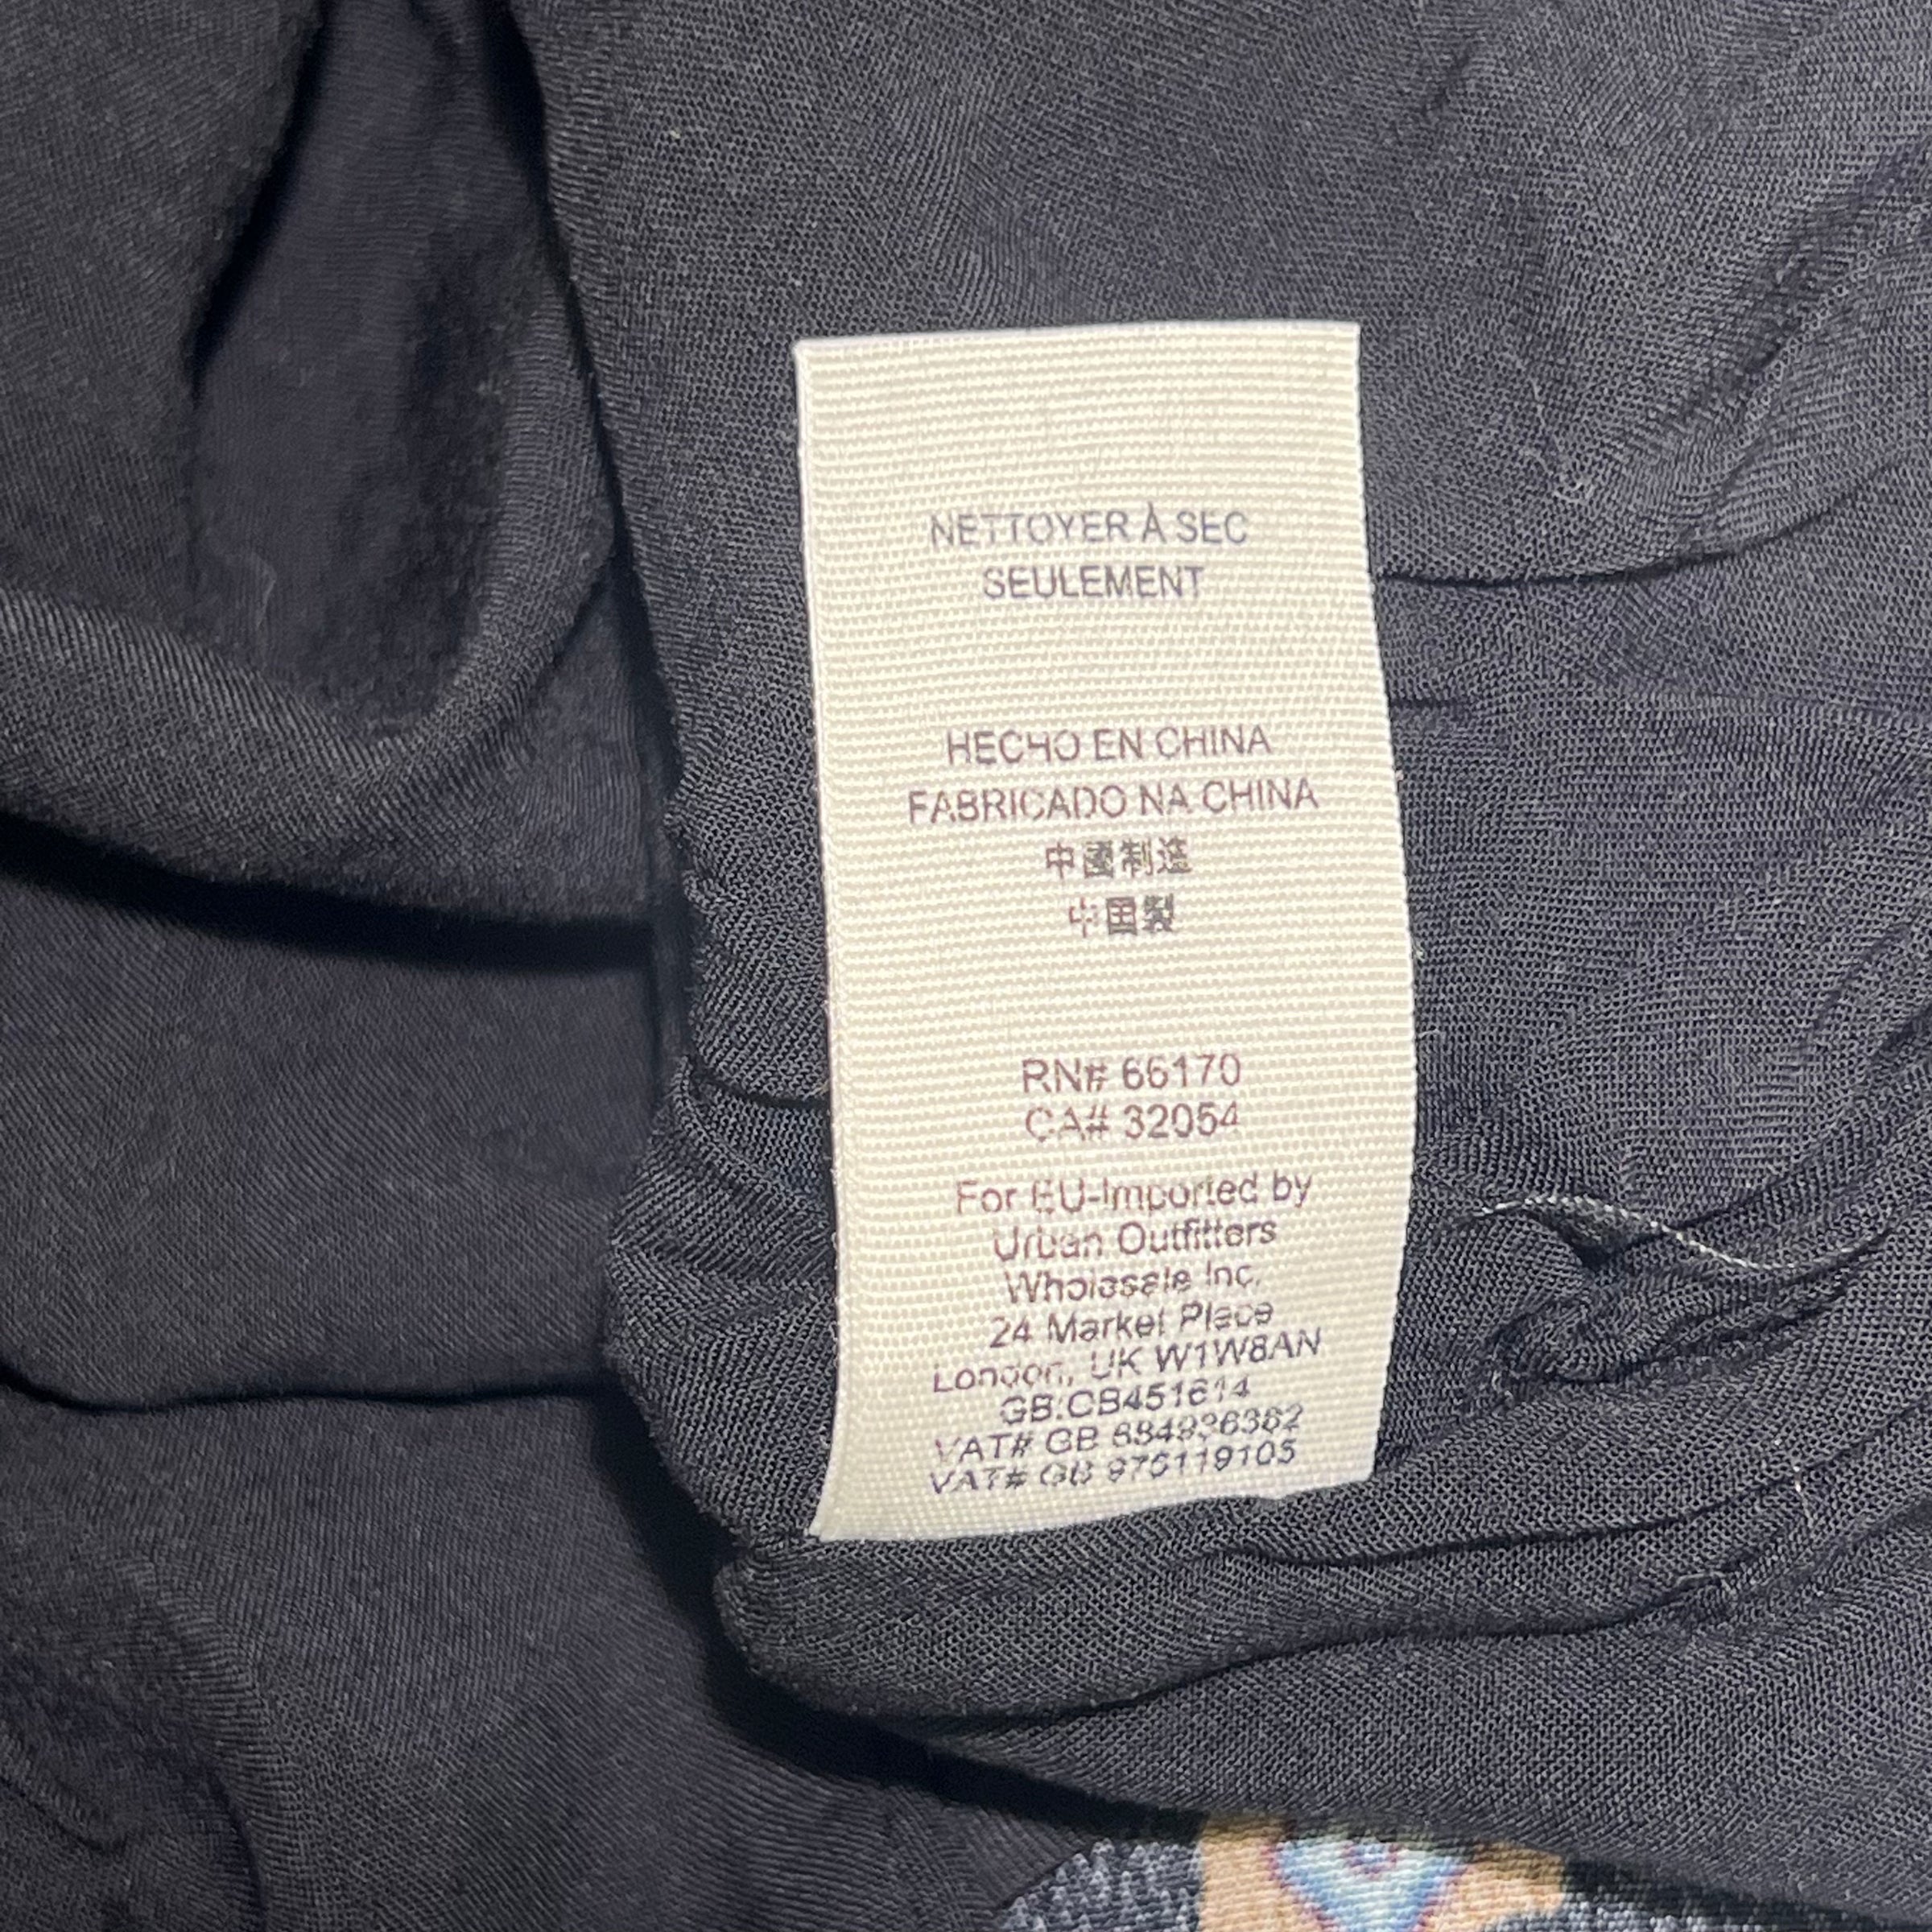 NETTOYER À SEC
SEULEMENT
HECHO EN CHINA
FABRICADO NA CHINA
中國制造
中国製
RN# 66170
CA# 32054
For EU-Imported by
Urban Outfitters
Wholesale Inc.
24 Market Place
London, UK W1W8AN
GB:CB451614
VAT# GB 684936362
VAT# GB 975119105